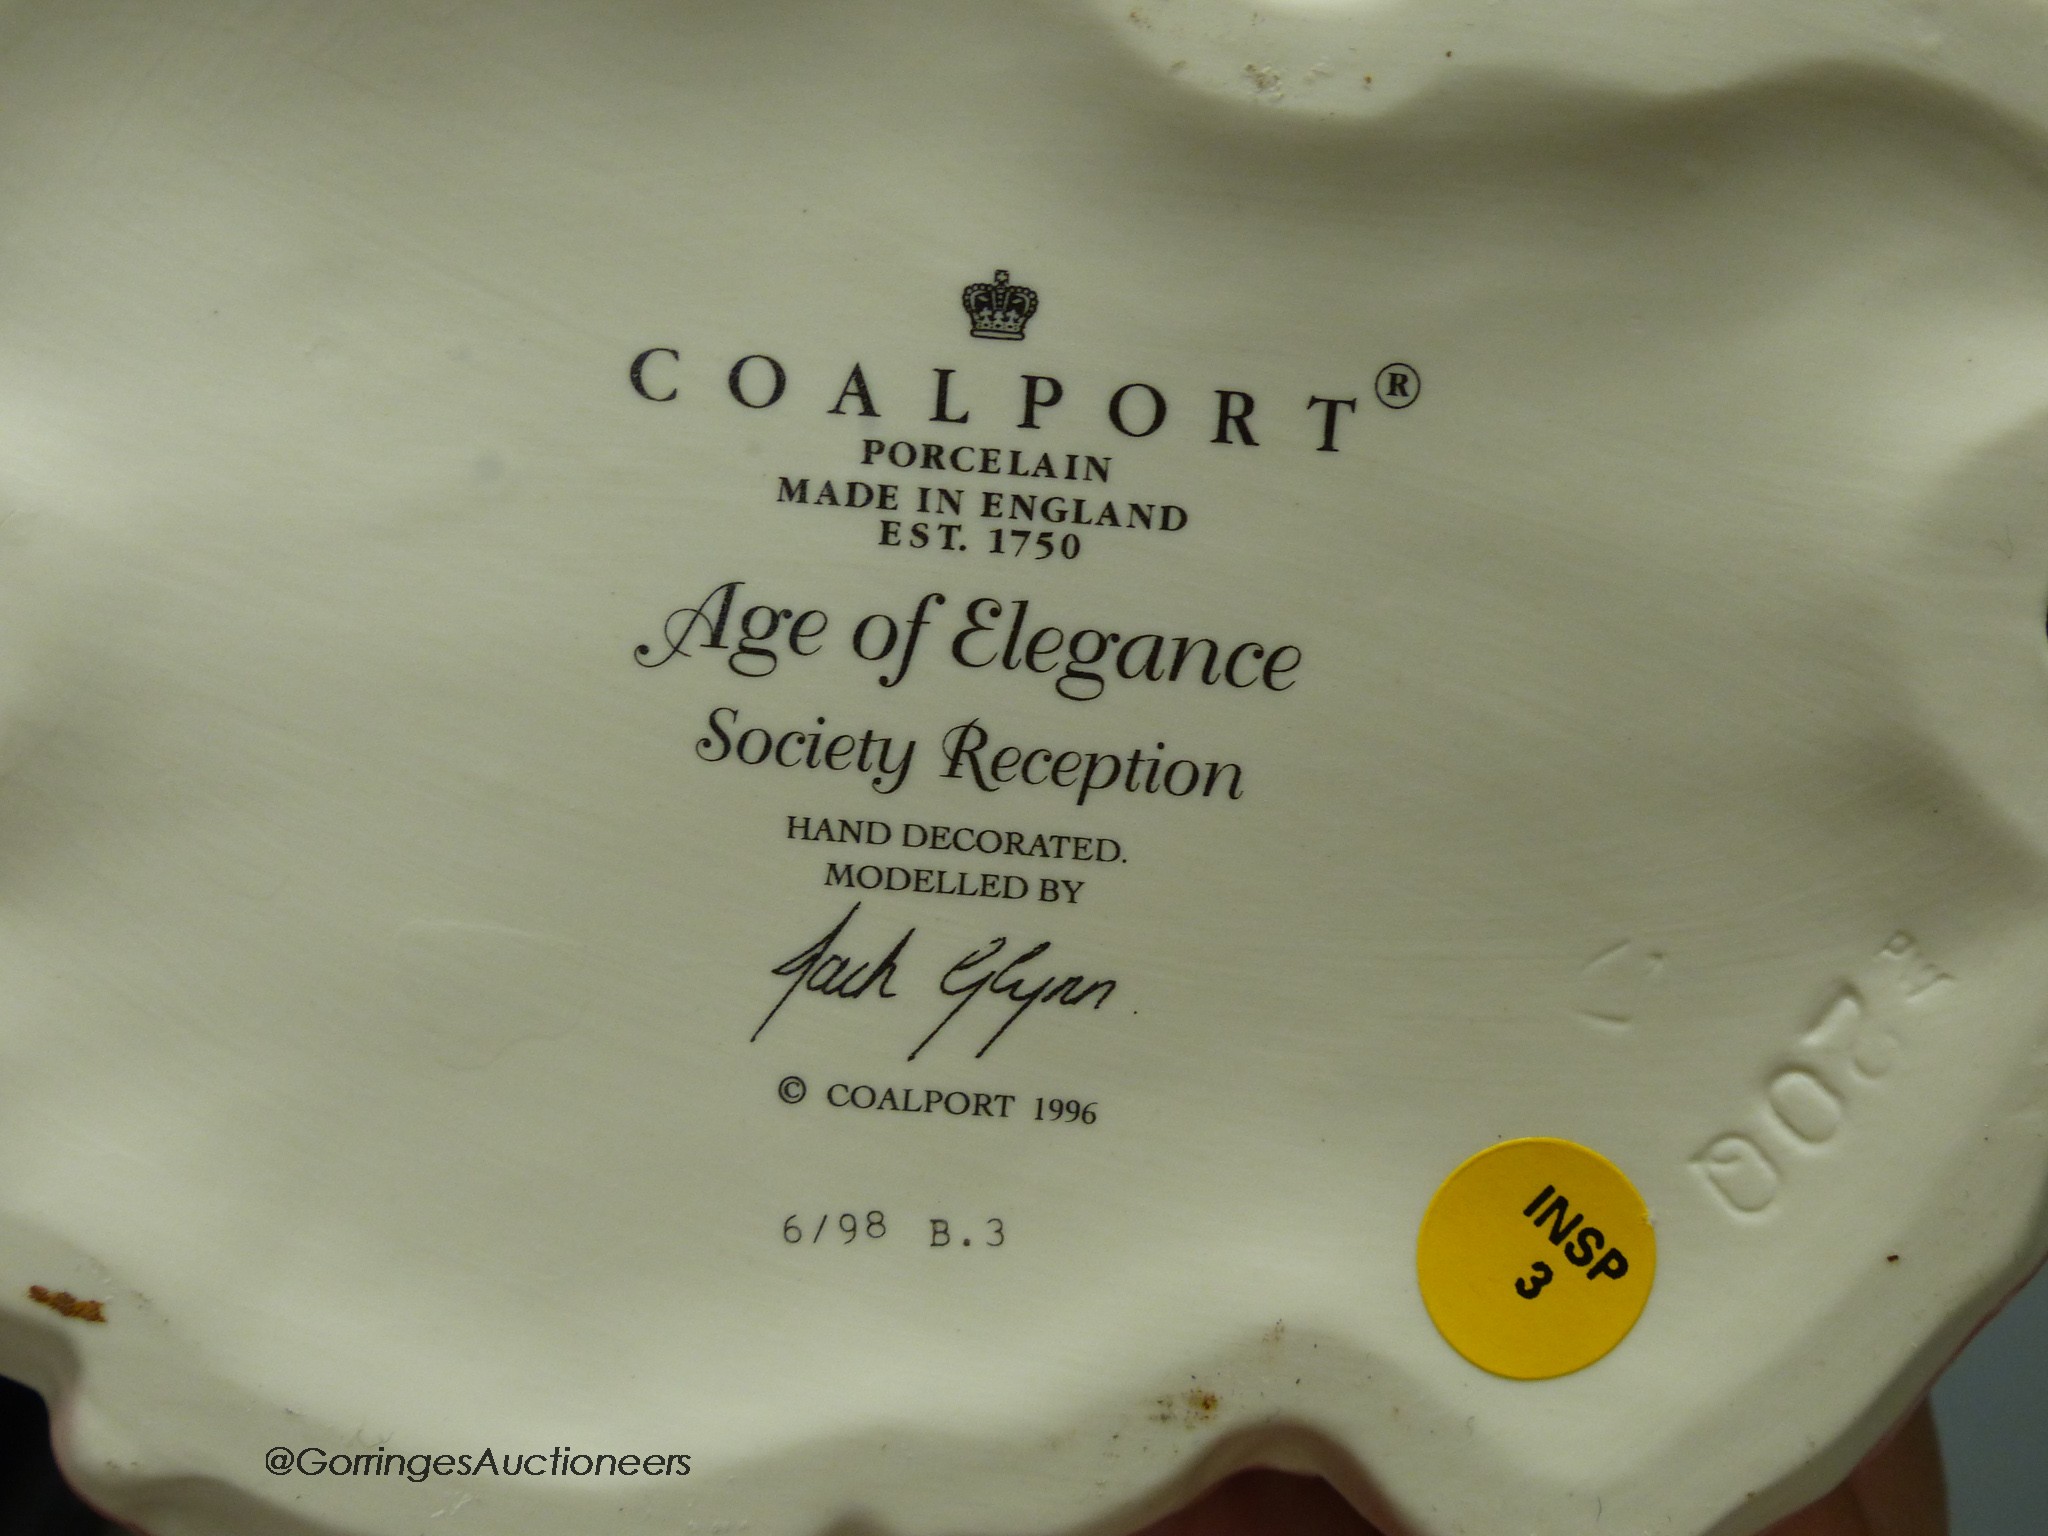 COALPORT®
PORCELAIN
MADE IN ENGLAND
EST. 1750
Age of Elegance
Society Reception
HAND DECORATED.
MODELLED BY
Jack Glynn
© COALPORT 1996
6/98 B.3
INSP
3
@GorringesAuctioneers